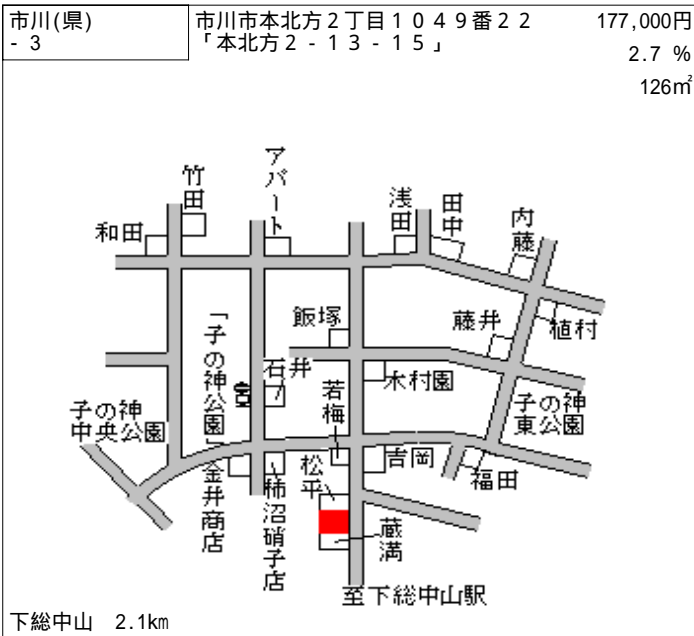 市川(県)
- 3
市川市本北方2丁目1049番22
「本北方2-13-15」
177,000円
2.7 %
126㎡
竹田
アパート
浅田
田中
内藤
和田
飯塚
藤井
植村
「子の神公園」
石井
若梅
木村園
子の神
東公園
子の神
中央公園
金井商店
柿沼硝子店
松平
吉岡
福田
蔵満
至下総中山駅
下総中山 2.1km